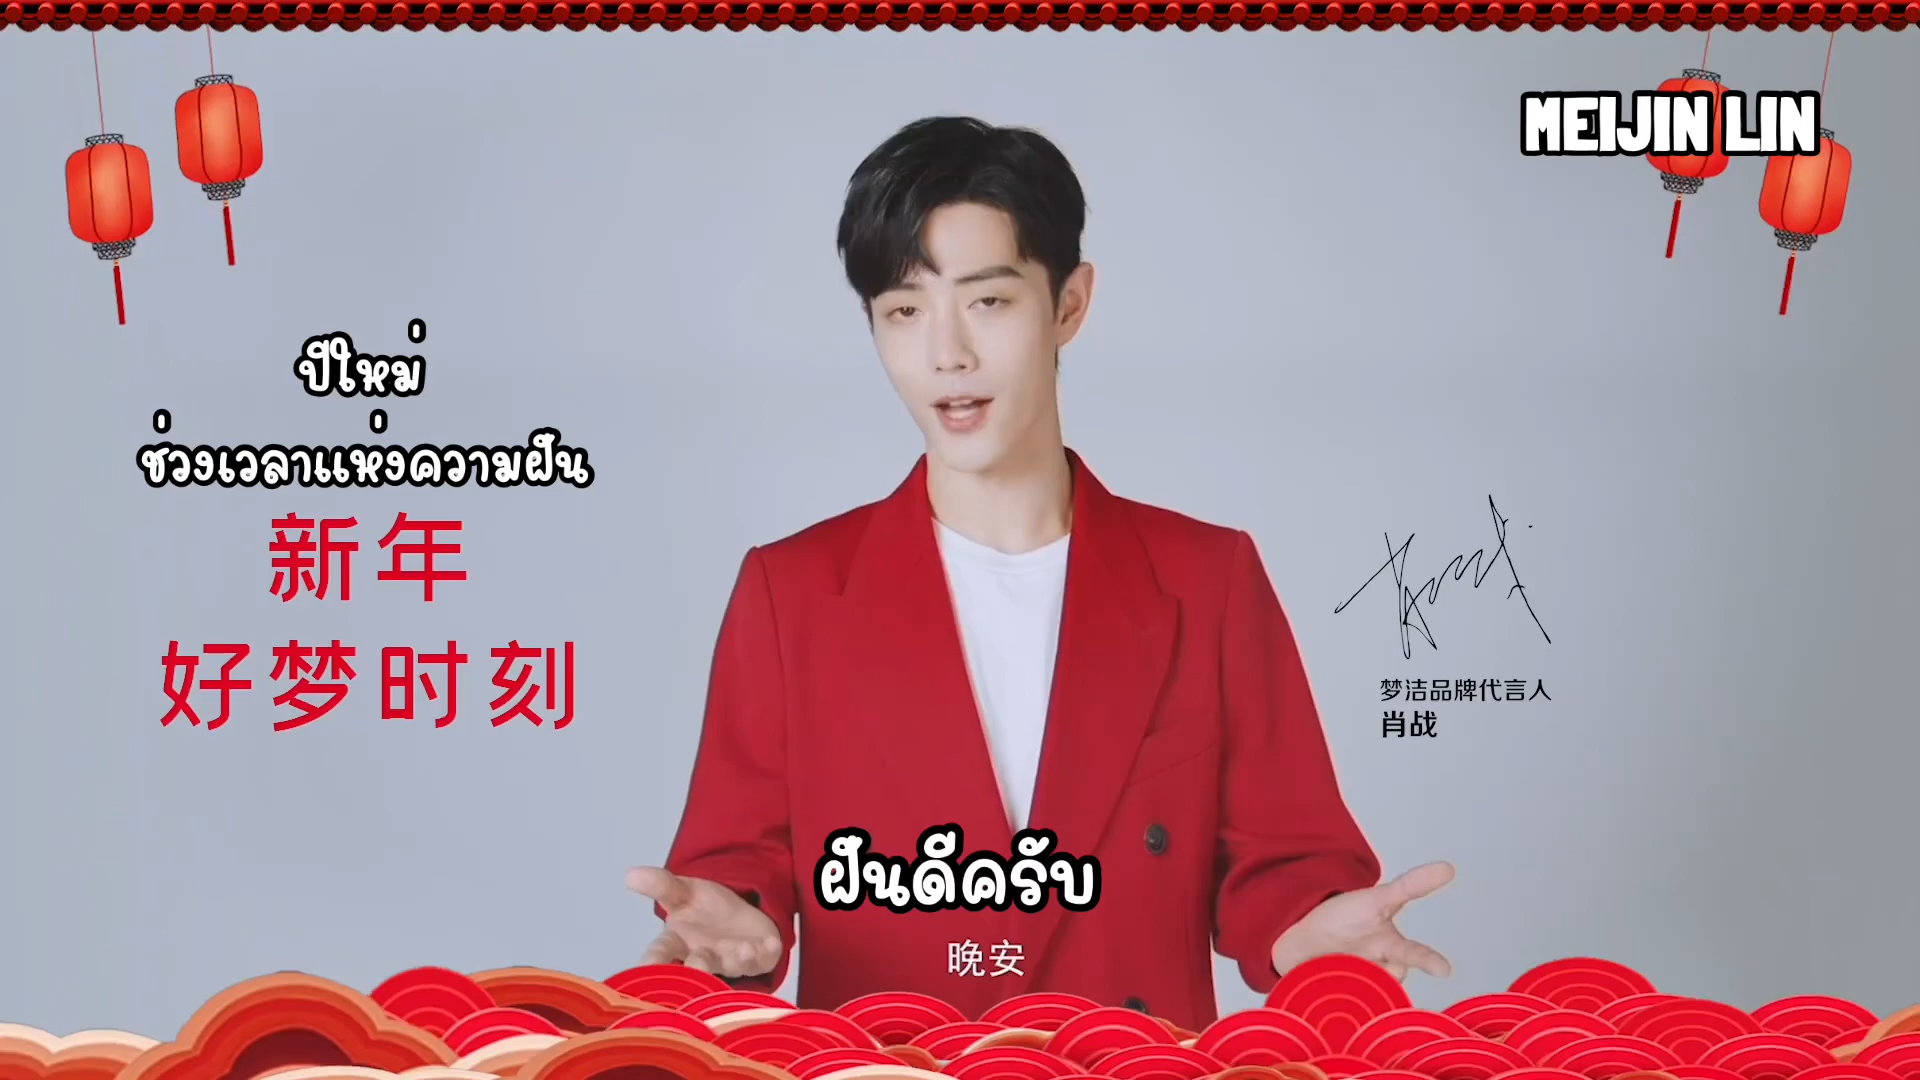 MEIJIN LIN
ปีใหม่
ช่วงเวลาแห่งความฝัน
新年
好梦时刻
梦洁品牌代言人
肖战
ฝันดีครับ
晚安